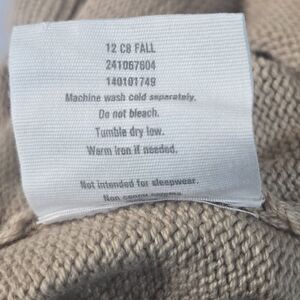 12 C8 FALL
241067604
140101749
Machine wash cold separately.
Do not bleach.
Tumble dry low.
Warm iron if needed.
Not intended for sleepwear.
Non